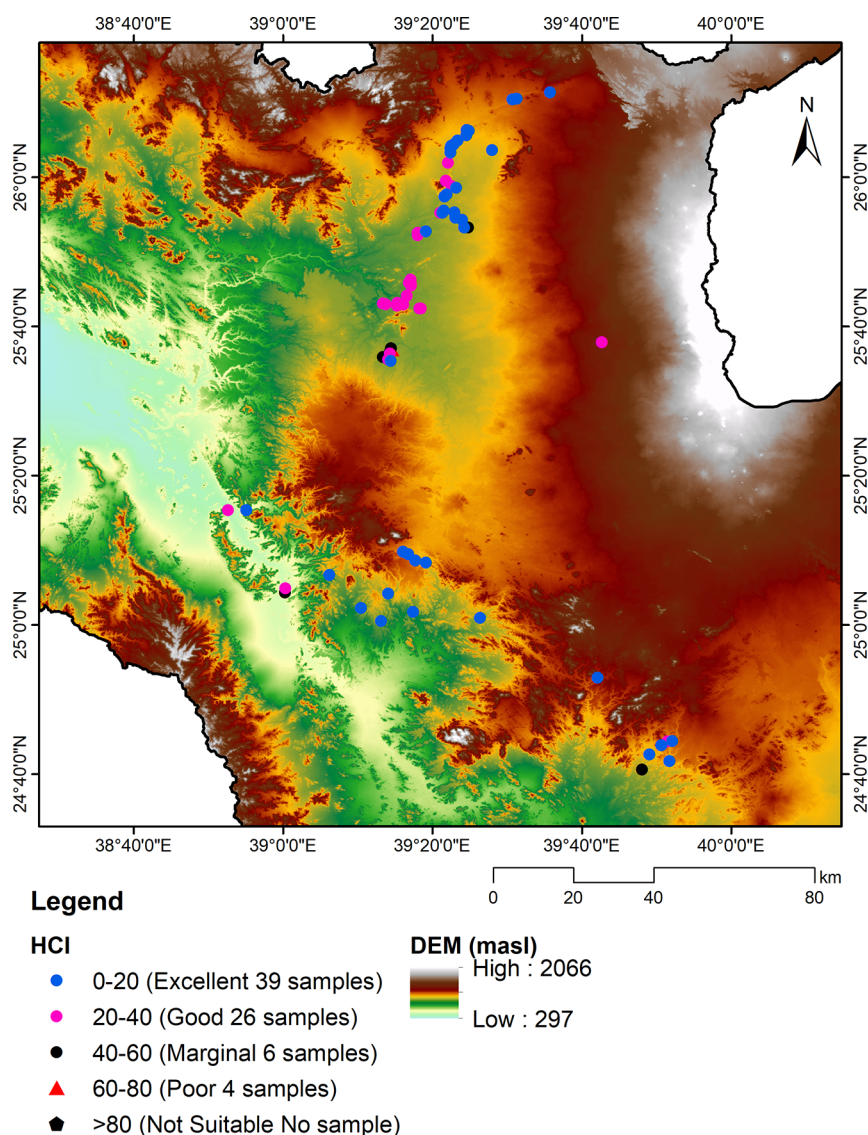 38°40'0"E 39°0'0"E 39°20'0"E 39°40'0"E 40°0'0"E
N
26°0'0"N 26°0'0"N
25°40'0"N 25°40'0"N
25°20'0"N 25°20'0"N
25°0'0"N 25°0'0"N
24°40'0"N 24°40'0"N
38°40'0"E 39°0'0"E 39°20'0"E 39°40'0"E 40°0'0"E
km
0 20 40 80
Legend
HCI DEM (masl)
High : 2066
0-20 (Excellent 39 samples)
20-40 (Good 26 samples) Low : 297
40-60 (Marginal 6 samples)
60-80 (Poor 4 samples)
>80 (Not Suitable No sample)